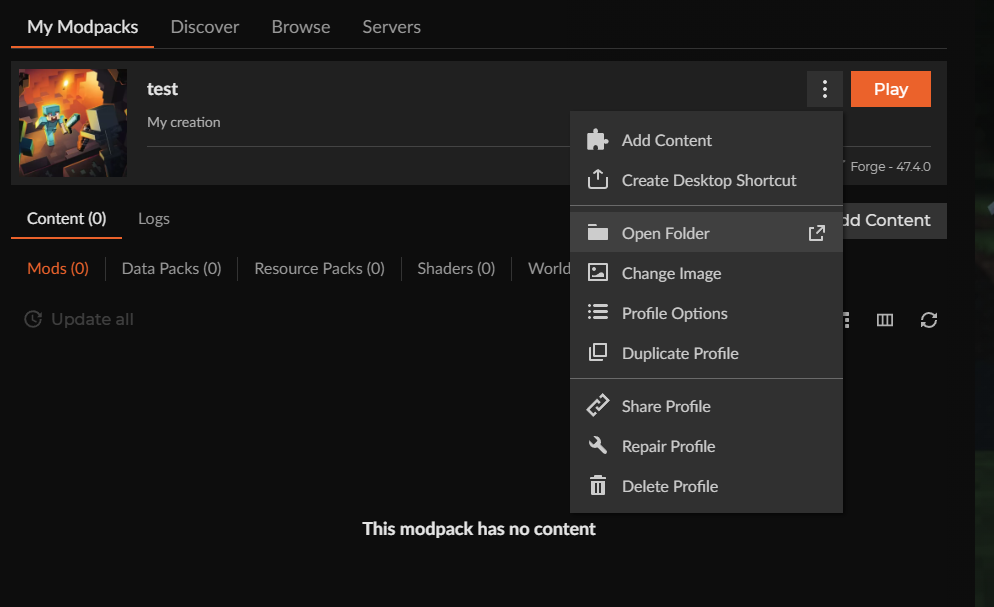 My Modpacks Discover Browse Servers
test
Play
My creation
Add Content
Create Desktop Shortcut
Forge - 47.4.0
Content (0) Logs
dd Content
Open Folder
Mods (0) Data Packs (0) Resource Packs (0) Shaders (0) World
Change Image
Update all
Profile Options
Duplicate Profile
Share Profile
Repair Profile
Delete Profile
This modpack has no content